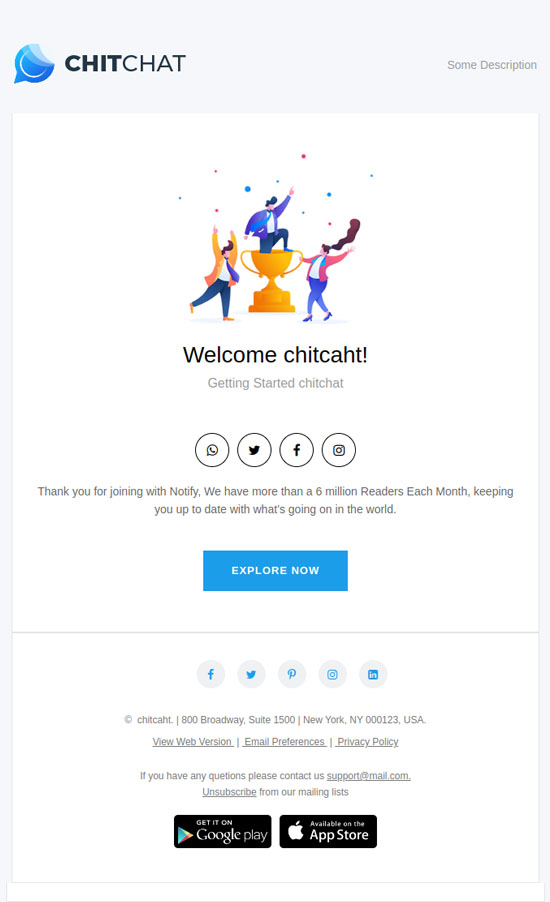 CHITCHAT
Some Description
Welcome chitcaht!
Getting Started chitchat
Thank you for joining with Notify, We have more than a 6 million Readers Each Month, keeping
you up to date with what's going on in the world.
EXPLORE NOW
© chitcaht. | 800 Broadway, Suite 1500 | New York, NY 000123, USA.
View Web Version | Email Preferences | Privacy Policy
If you have any quetions please contact us support@mail.com.
Unsubscribe from our mailing lists
GET IT ON
Google play
Available on the
App Store